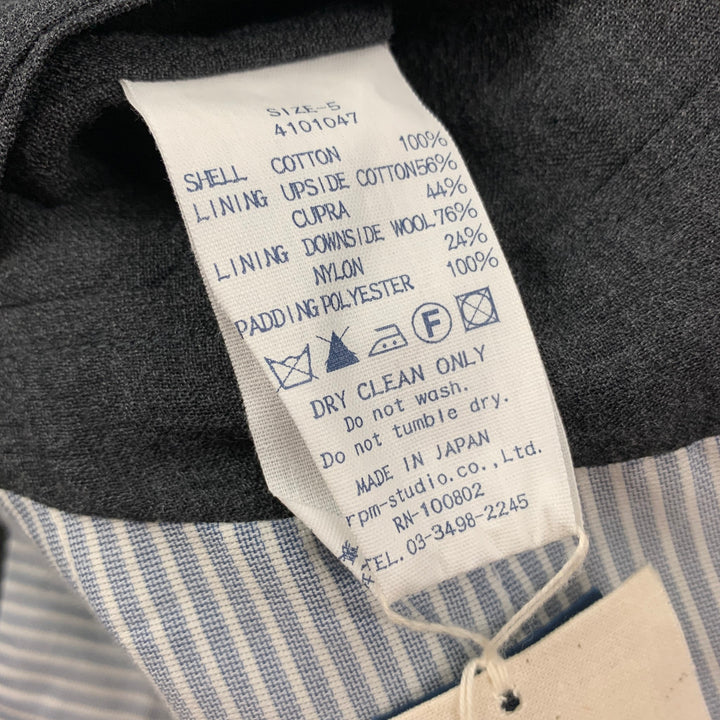 SIZE-5
4101047
SHELL COTTON 100%
LINING UPSIDE COTTON56%
CUPRA 44%
LINING DOWNSIDE WOOL76%
NYLON 24%
PADDINGPOLYESTER 100%
F
DRY CLEAN ONLY
Do not wash.
Do not tumble dry.
MADE IN JAPAN
rpm-studio.co.,Ltd.
RN-100802
TEL. 03-3498-2245